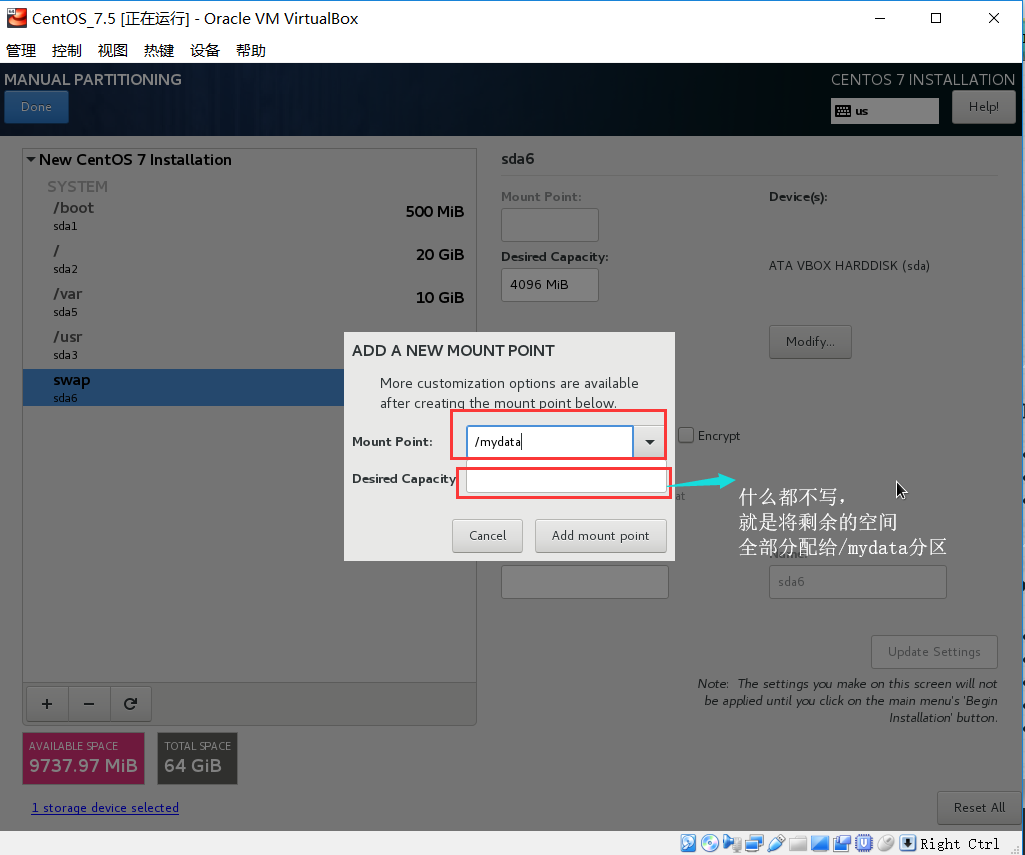 CentOS_7.5 [正在运行] - Oracle VM VirtualBox
管理 控制 视图 热键 设备 帮助
MANUAL PARTITIONING
CENTOS 7 INSTALLATION
Done
us
Help!
New CentOS 7 Installation
SYSTEM
/boot
500 MiB
sda1
/
20 GiB
sda2
/var
10 GiB
sda5
/usr
sda3
swap
sda6
sda6
Mount Point:
Device(s):
Desired Capacity:
4096 MiB
ATA VBOX HARDDISK (sda)
Modify...
Encrypt
ADD A NEW MOUNT POINT
More customization options are available
after creating the mount point below.
Mount Point:
/mydata
Desired Capacity
Cancel
Add mount point
什么都不写，
就是将剩余的空间
全部分配给/mydata分区
sda6
Update Settings
Note: The settings you make on this screen will not
be applied until you click on the main menu's 'Begin
Installation' button.
+ −
AVAILABLE SPACE
9737.97 MiB
TOTAL SPACE
64 GiB
1 storage device selected
Reset All
Right Ctrl